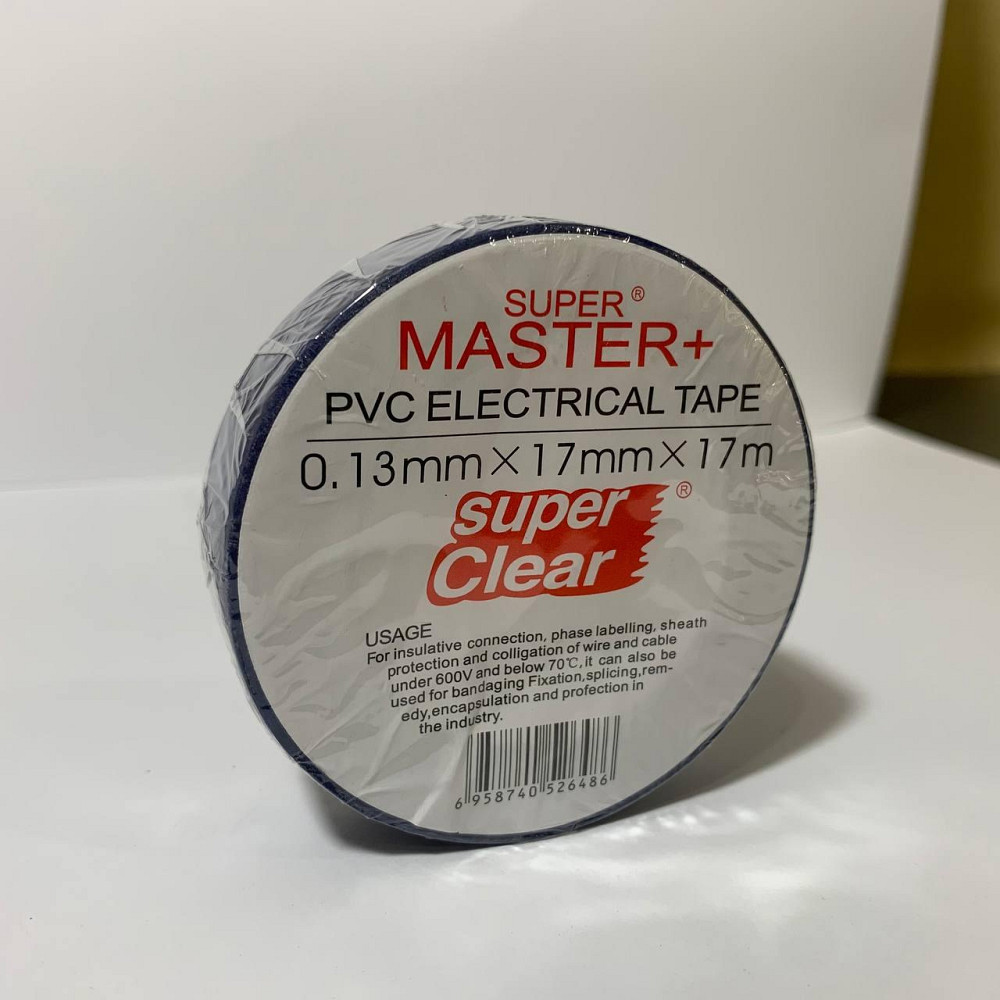 SUPER ®
MASTER+
PVC ELECTRICAL TAPE
0.13mm×17mm×17m
super ®
Clear
USAGE
For insulative connection, phase labelling, sheath
protection and colligation of wire and cable
under 600V and below 70℃,it can also be
used for bandaging Fixation,splicing,rem-
edy,encapsulation and profection in
the industry.
6 958740 526486